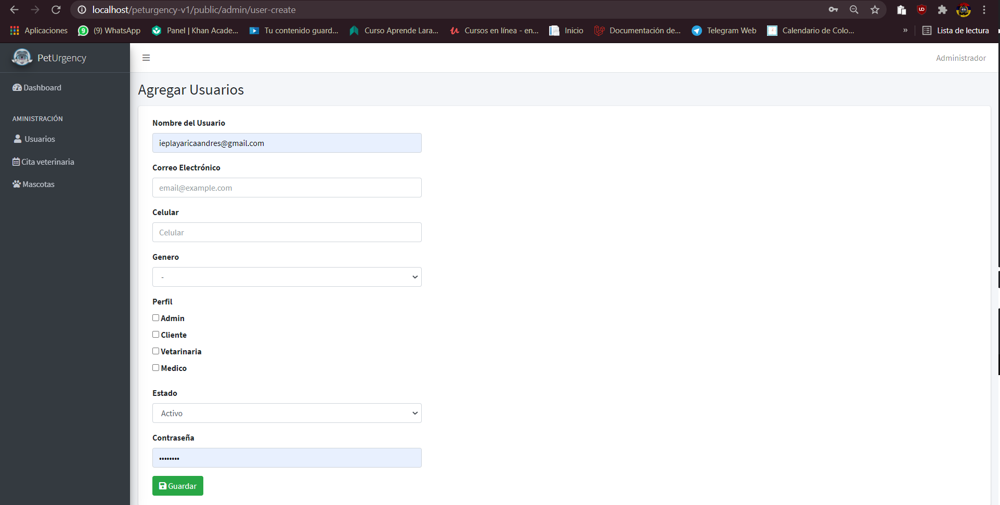 localhost/peturgency-v1/public/admin/user-create
Aplicaciones
9
(9) WhatsApp
Panel | Khan Acade...
Tu contenido guard...
Curso Aprende Lara...
Cursos en línea - en...
Inicio
Documentación de...
Telegram Web
Calendario de Colo...
»
Lista de lectura
PetUrgency
Administrador
Dashboard
AMINISTRACIÓN
Usuarios
Cita veterinaria
Mascotas
Agregar Usuarios
Nombre del Usuario
ieplayaricaandres@gmail.com
Correo Electrónico
email@example.com
Celular
Celular
Genero
-
Perfil
Admin
Cliente
Vetarinaria
Medico
Estado
Activo
Contraseña
••••••••
Guardar